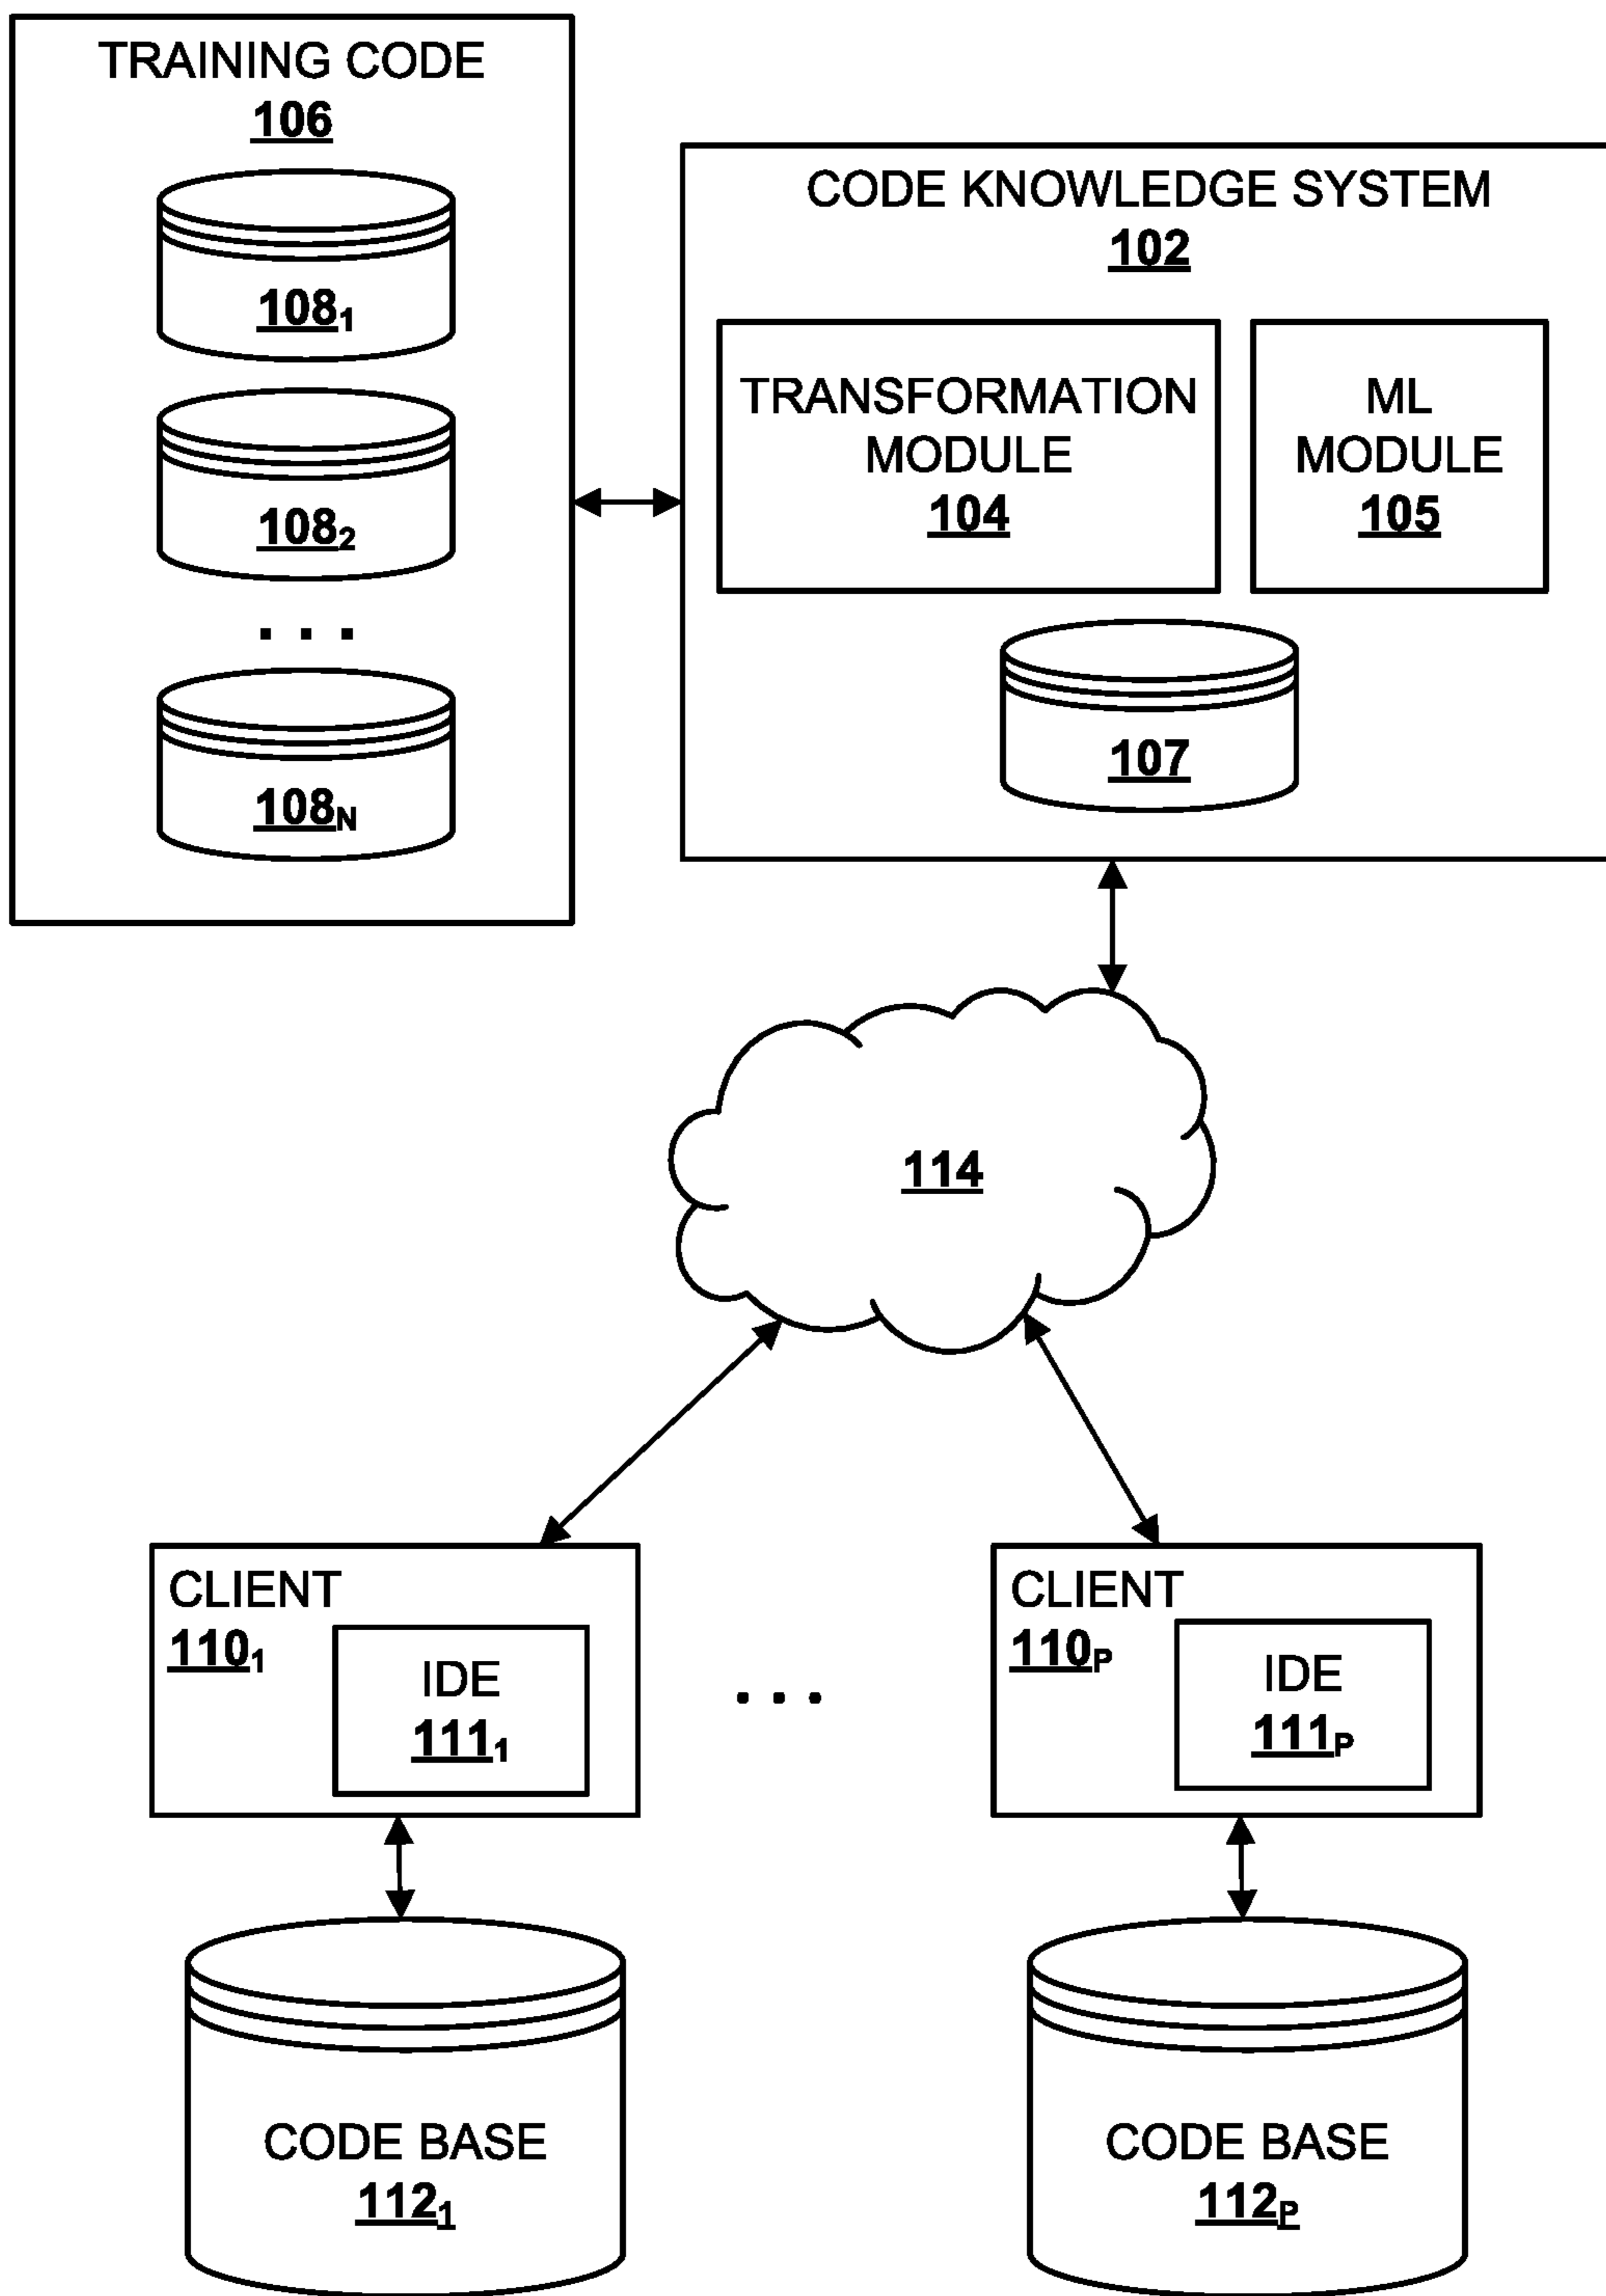 TRAINING CODE
106
108₁
108₂
. . .
108N
CODE KNOWLEDGE SYSTEM
102
TRANSFORMATION
MODULE
104
ML
MODULE
105
107
114
CLIENT
110₁
IDE
111₁
. . .
CLIENT
110P
IDE
111P
CODE BASE
112₁
CODE BASE
112P